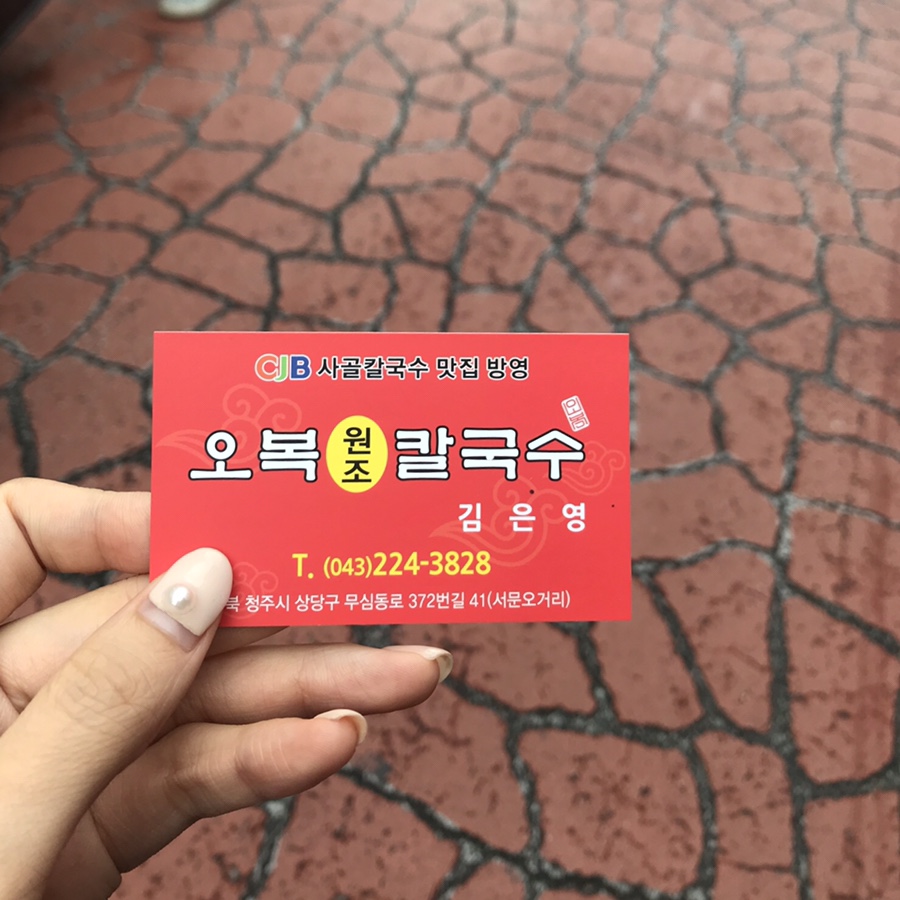 CJB 사골칼국수 맛집 방영
오복 원조 칼국수
오복
김은영
T. (043)224-3828
북 청주시 상당구 무심동로 372번길 41(서문오거리)